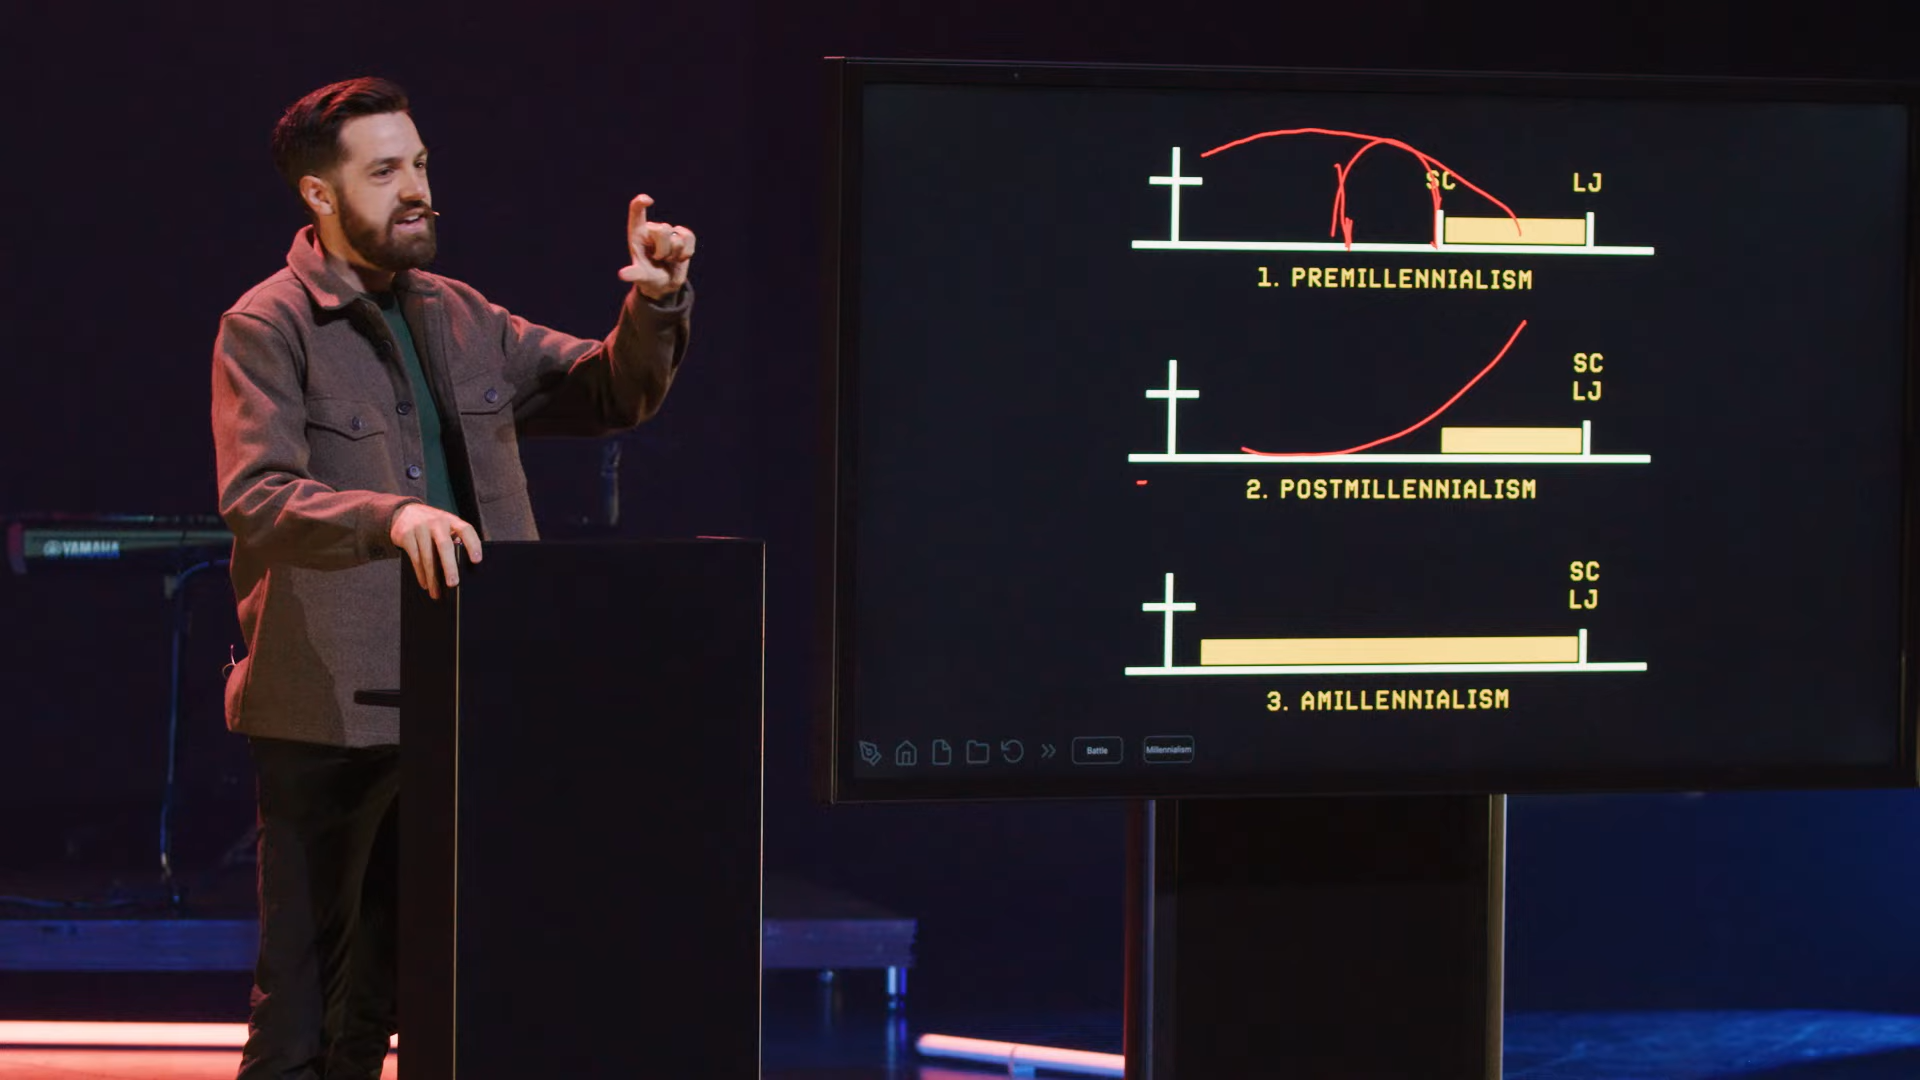 SC
LJ
1. PREMILLENNIALISM
SC
LJ
2. POSTMILLENNIALISM
SC
LJ
3. AMILLENNIALISM
Battle
Millennialism
YAMAHA